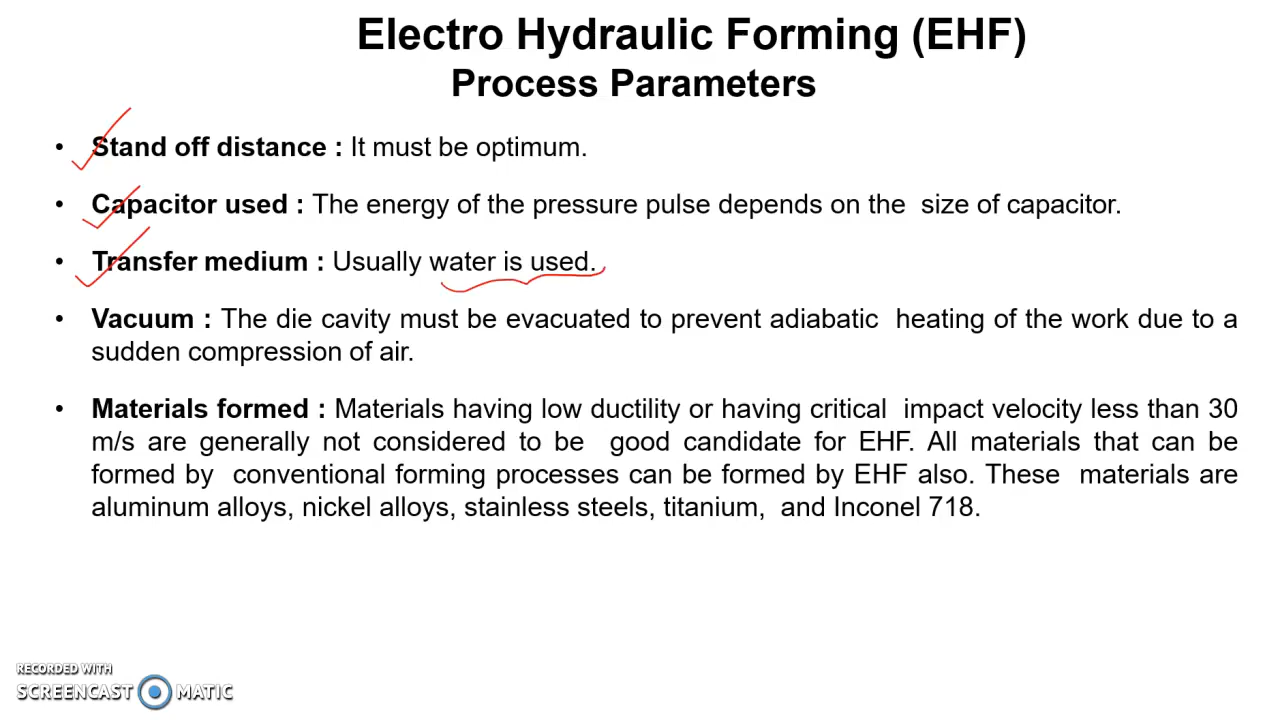 Electro Hydraulic Forming (EHF)
Process Parameters
• Stand off distance : It must be optimum.
• Capacitor used : The energy of the pressure pulse depends on the size of capacitor.
• Transfer medium : Usually water is used.
• Vacuum : The die cavity must be evacuated to prevent adiabatic heating of the work due to a
sudden compression of air.
• Materials formed : Materials having low ductility or having critical impact velocity less than 30
m/s are generally not considered to be good candidate for EHF. All materials that can be
formed by conventional forming processes can be formed by EHF also. These materials are
aluminum alloys, nickel alloys, stainless steels, titanium, and Inconel 718.
RECORDED WITH
SCREENCAST MATIC